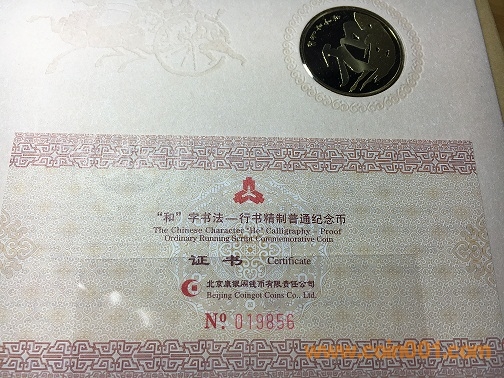 "和"字书法—行书精制普通纪念币
The Chinese Character "He" Calligraphy – Proof
Ordinary Running Script Commemorative Coin
证书 Certificate
北京康银阁钱币有限责任公司
Beijing Coingot Coins Co., Ltd.
Nº 019856